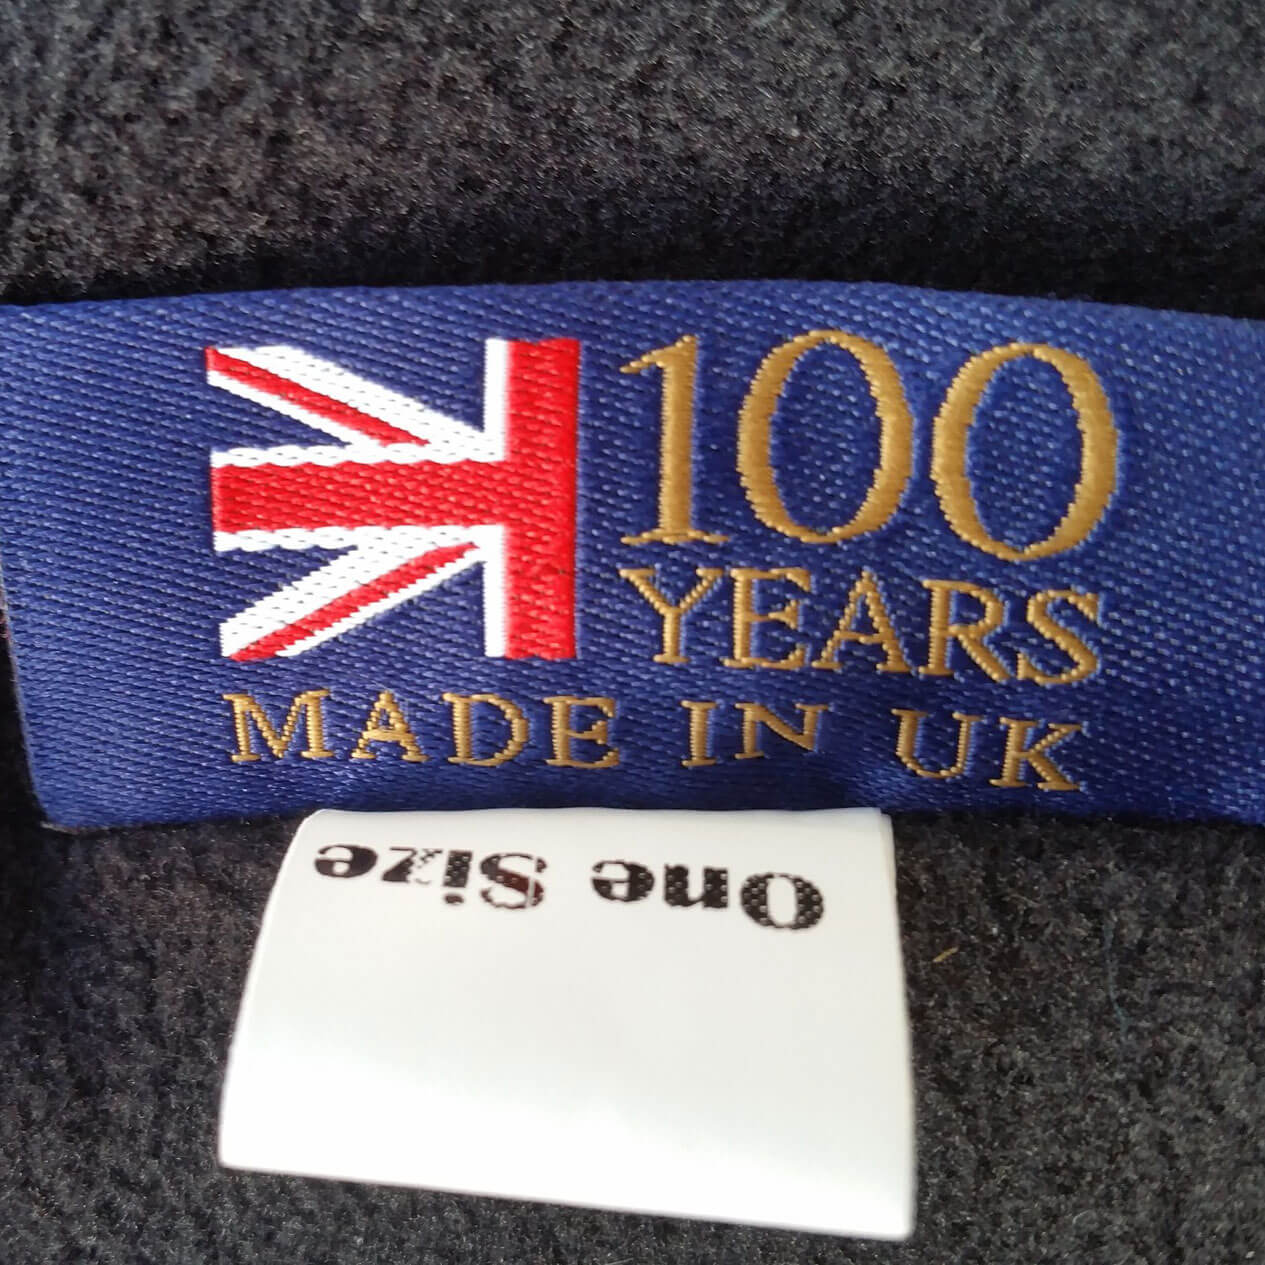 100
YEARS
MADE IN UK
One Size